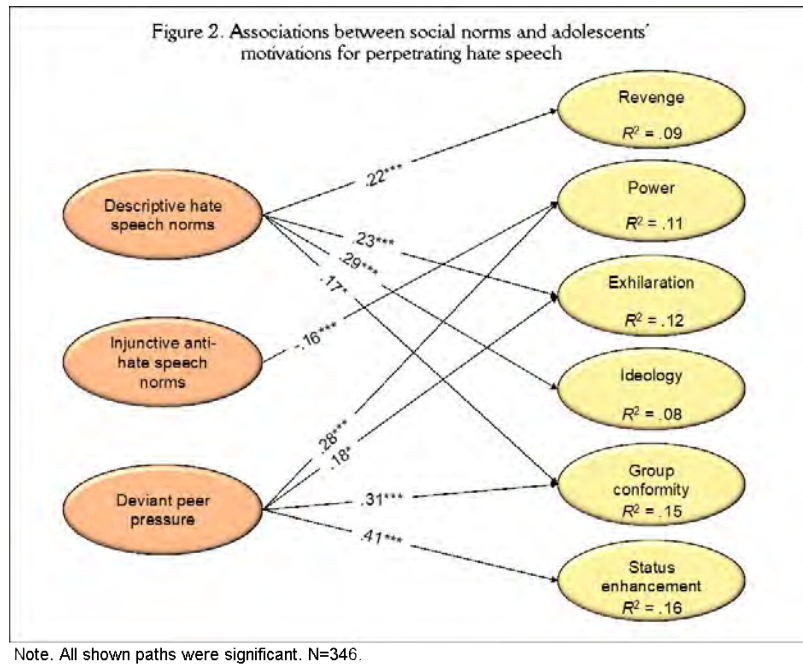 Figure 2. Associations between social norms and adolescents'
motivations for perpetrating hate speech
Descriptive hate
speech norms
Injunctive anti-
hate speech
norms
Deviant peer
pressure
.22***
.23***
.29***
.17*
-.16***
.28***
.18*
.31***
.41***
Revenge
R² = .09
Power
R² = .11
Exhilaration
R² = .12
Ideology
R² = .08
Group
conformity
R² = .15
Status
enhancement
R² = .16
Note. All shown paths were significant. N=346.